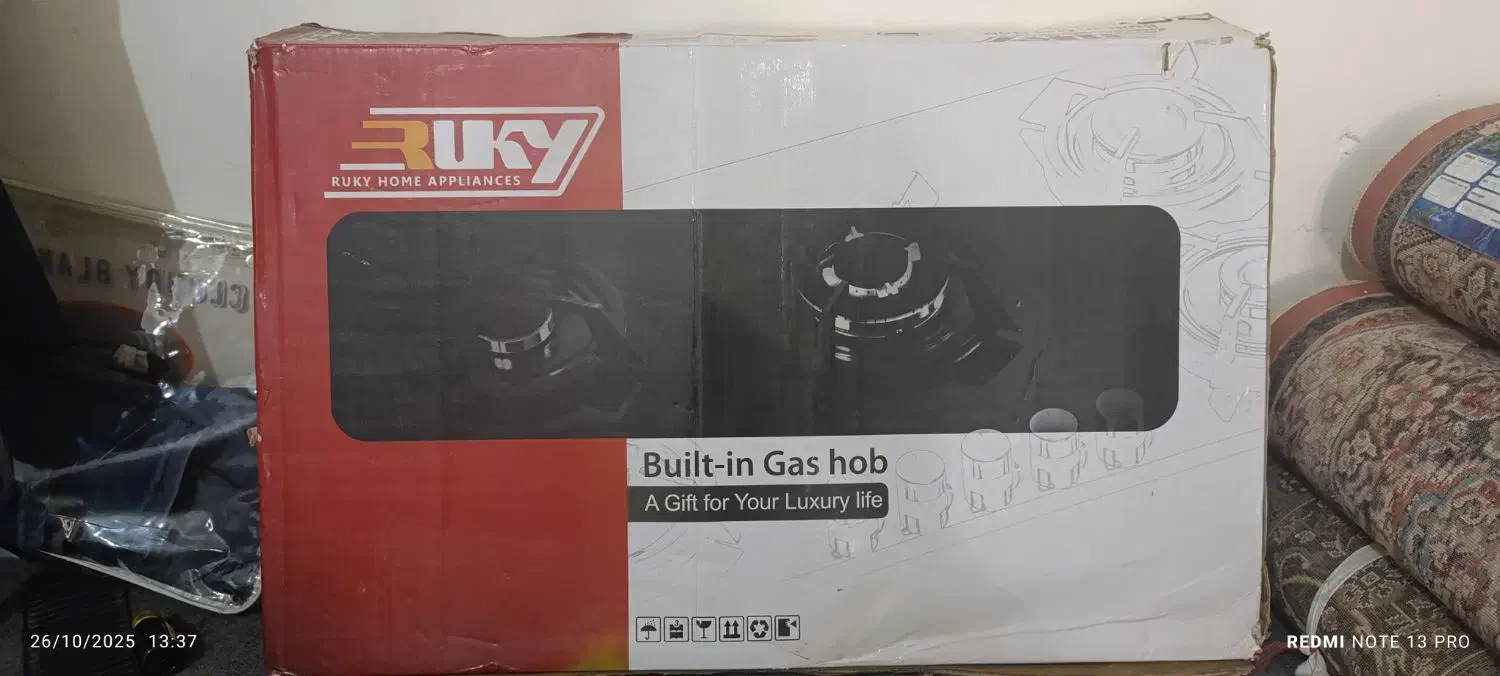 RUKY
RUKY HOME APPLIANCES
Built-in Gas hob
A Gift for Your Luxury life
26/10/2025 13:37
REDMI NOTE 13 PRO